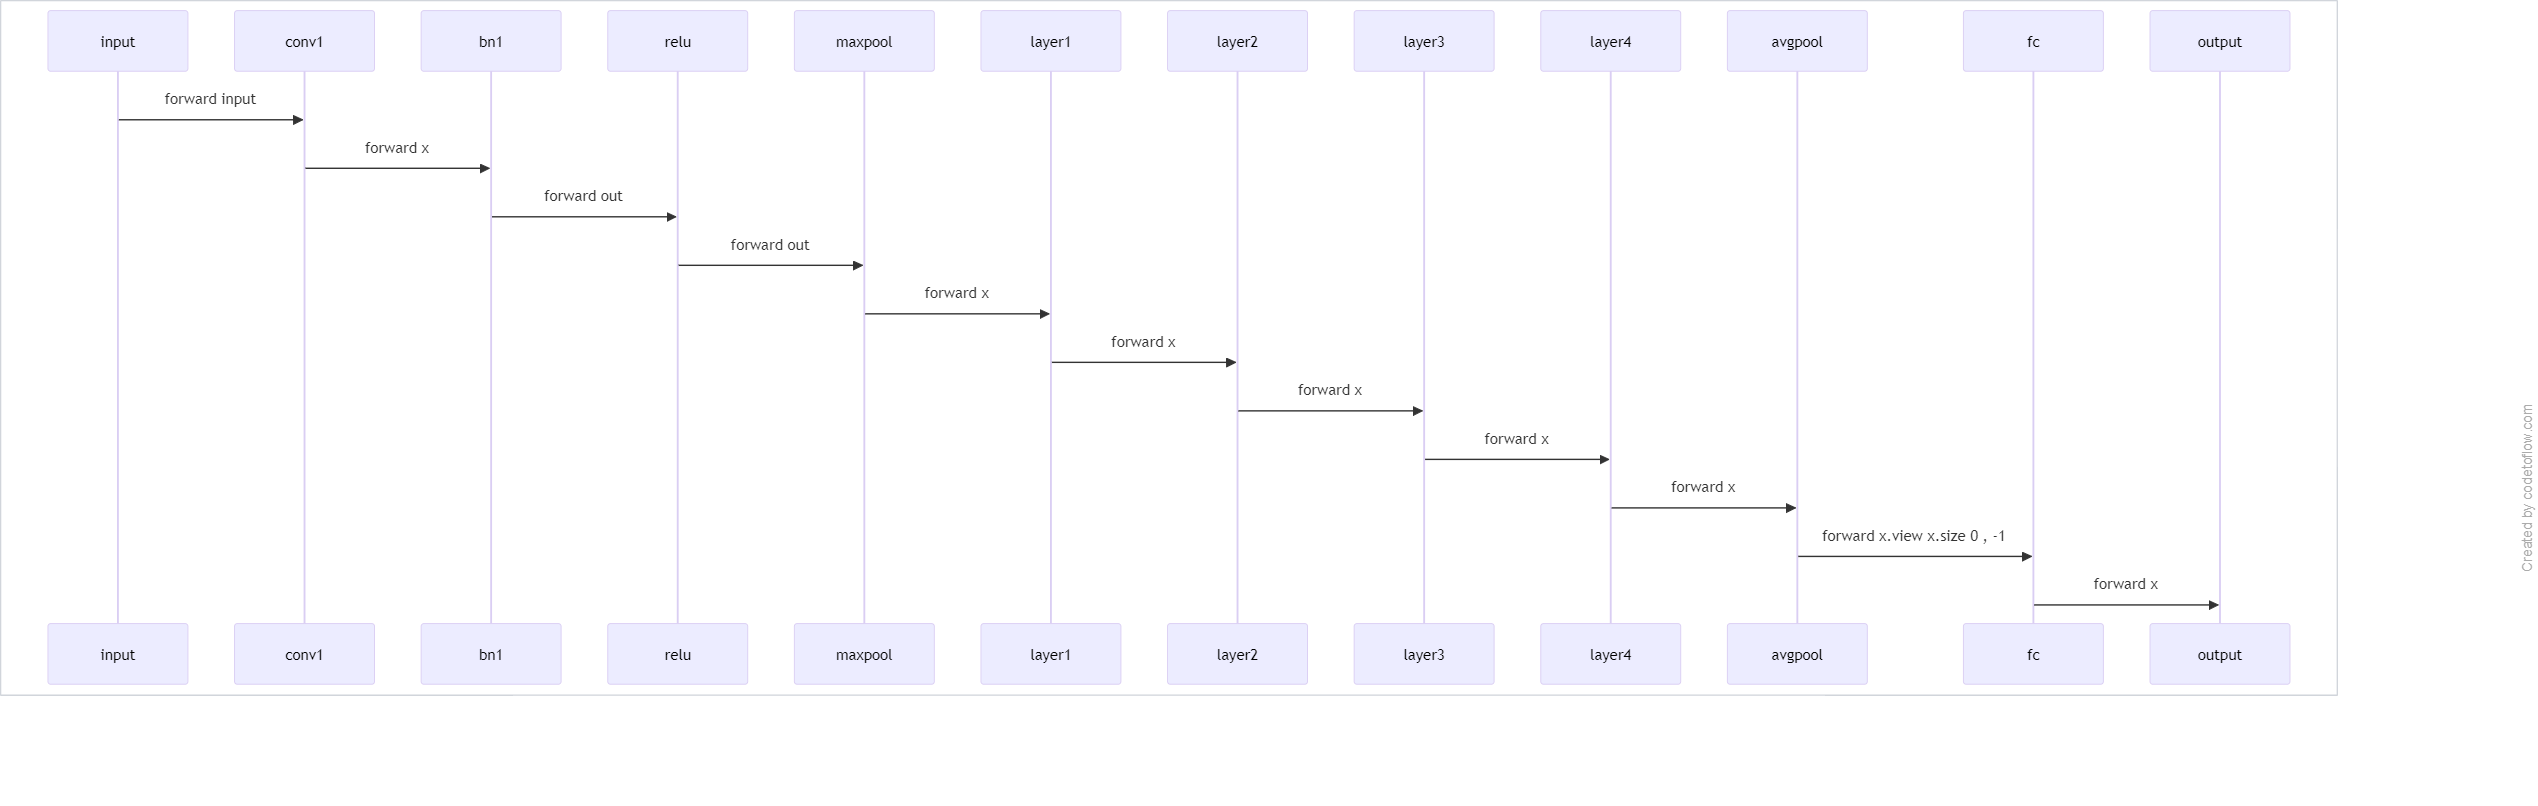 input
conv1
bn1
relu
maxpool
layer1
layer2
layer3
layer4
avgpool
fc
output
forward input
forward x
forward out
forward out
forward x
forward x
forward x
forward x
forward x
forward x.view x.size 0 , -1
forward x
input
conv1
bn1
relu
maxpool
layer1
layer2
layer3
layer4
avgpool
fc
output
Created by codetoflow.com